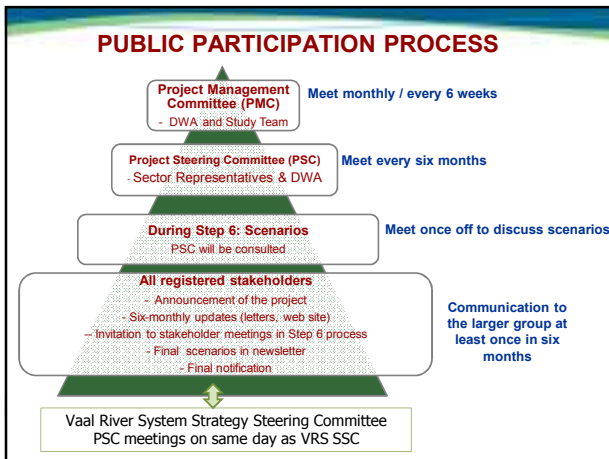 PUBLIC PARTICIPATION PROCESS
Project Management
Committee (PMC)
- DWA and Study Team
Meet monthly / every 6 weeks
Project Steering Committee (PSC)
- Sector Representatives & DWA
Meet every six months
During Step 6: Scenarios
PSC will be consulted
Meet once off to discuss scenarios
All registered stakeholders
- Announcement of the project
- Six-monthly updates (letters, web site)
-- Invitation to stakeholder meetings in Step 6 process
- Final scenarios in newsletter
- Final notification
Communication to
the larger group at
least once in six
months
Vaal River System Strategy Steering Committee
PSC meetings on same day as VRS SSC